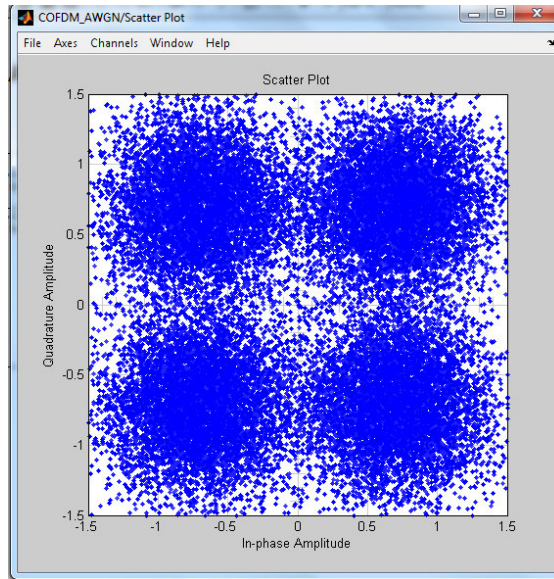 COFDM_AWGN/Scatter Plot
File Axes Channels Window Help
Scatter Plot
Quadrature Amplitude
1.5
1
0.5
0
-0.5
-1
-1.5
-1.5 -1 -0.5 0 0.5 1 1.5
In-phase Amplitude